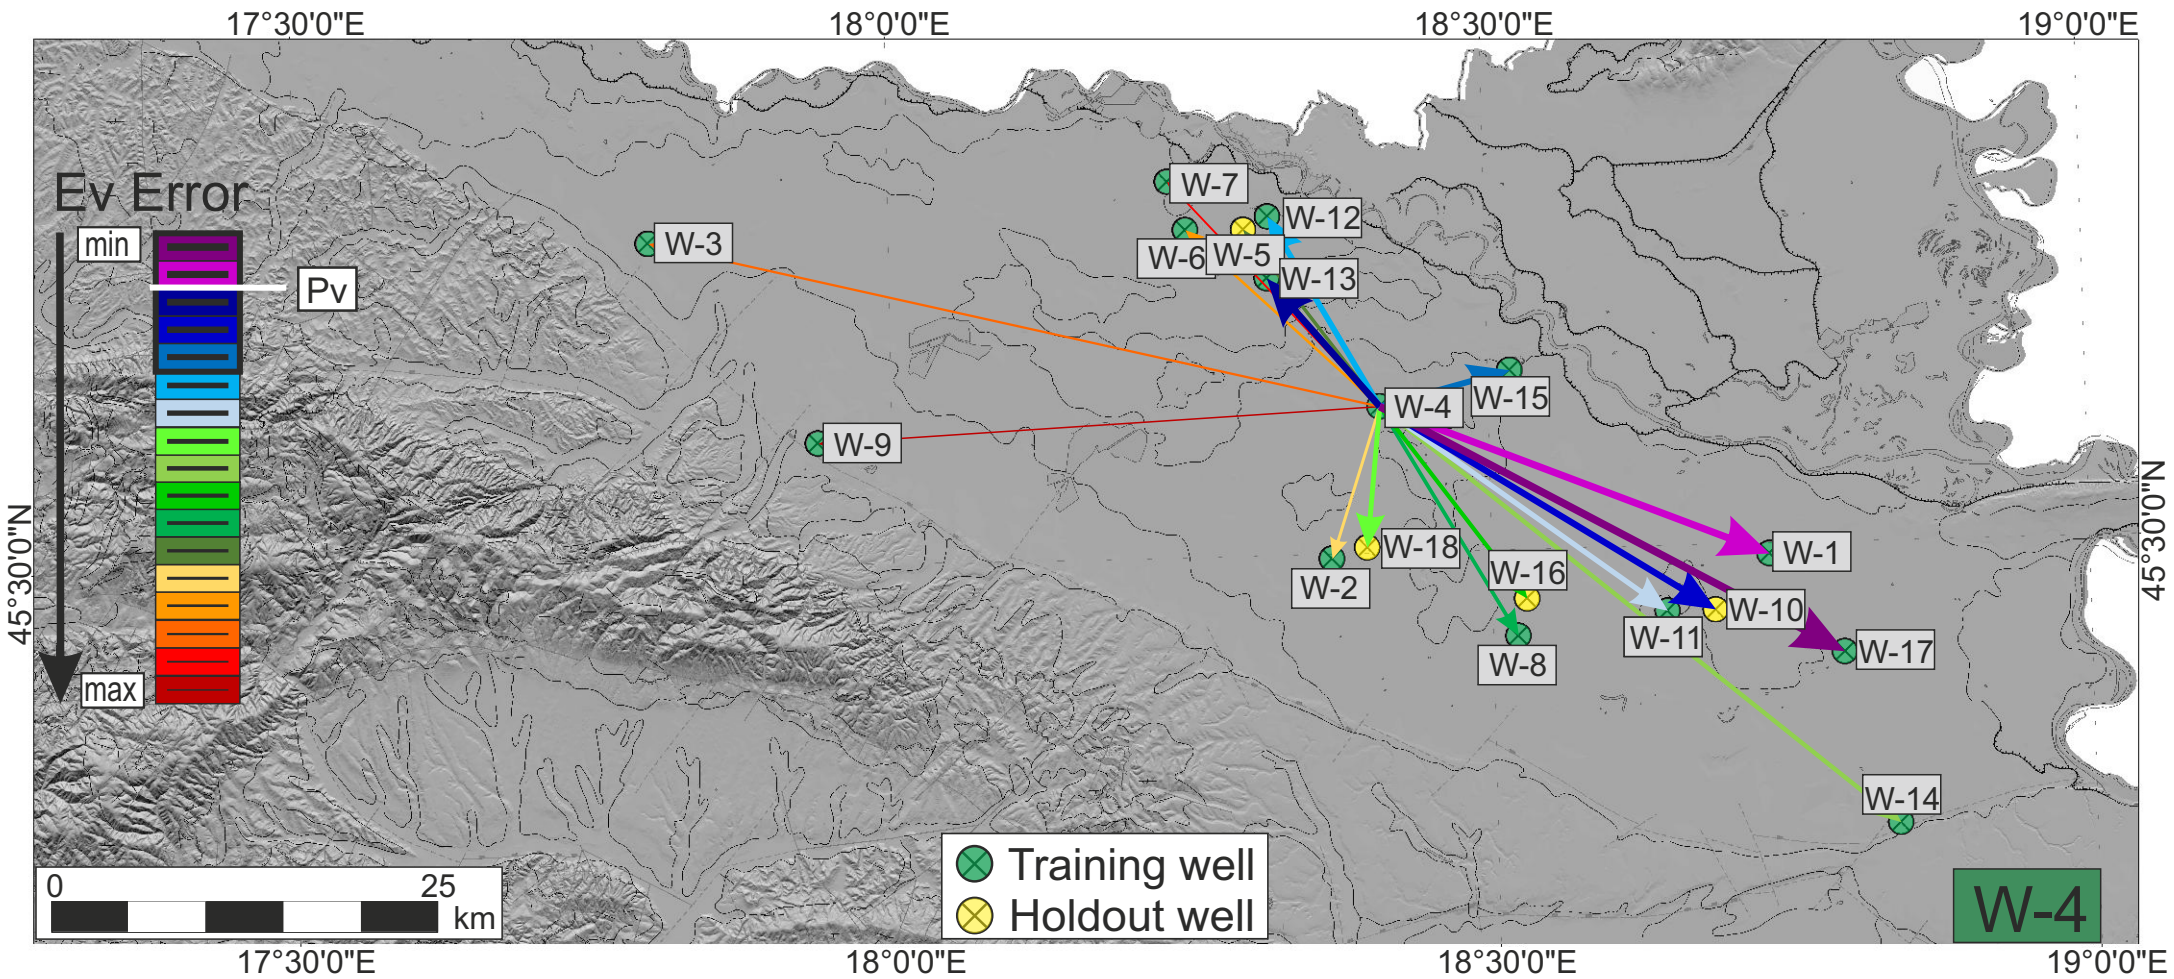 17°30'0"E 18°0'0"E 18°30'0"E 19°0'0"E
Ev Error
min
Pv
max
W-7
W-12
W-3
W-6
W-5
W-13
W-4
W-15
W-9
W-18
W-1
W-2
W-16
W-10
W-11
W-17
W-8
W-14
45°30'0"N
45°30'0"N
0 25
km
Training well
Holdout well
W-4
17°30'0"E 18°0'0"E 18°30'0"E 19°0'0"E